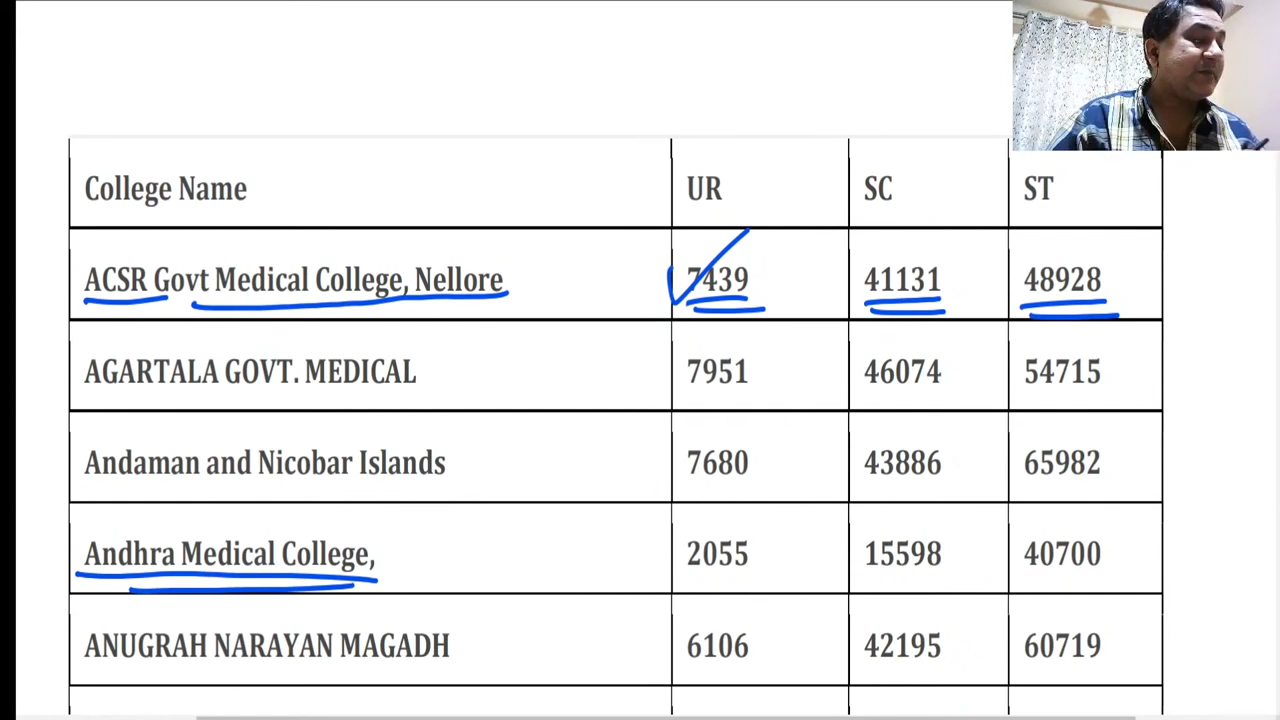 College Name UR SC ST
ACSR Govt Medical College, Nellore 7439 41131 48928
AGARTALA GOVT. MEDICAL 7951 46074 54715
Andaman and Nicobar Islands 7680 43886 65982
Andhra Medical College, 2055 15598 40700
ANUGRAH NARAYAN MAGADH 6106 42195 60719